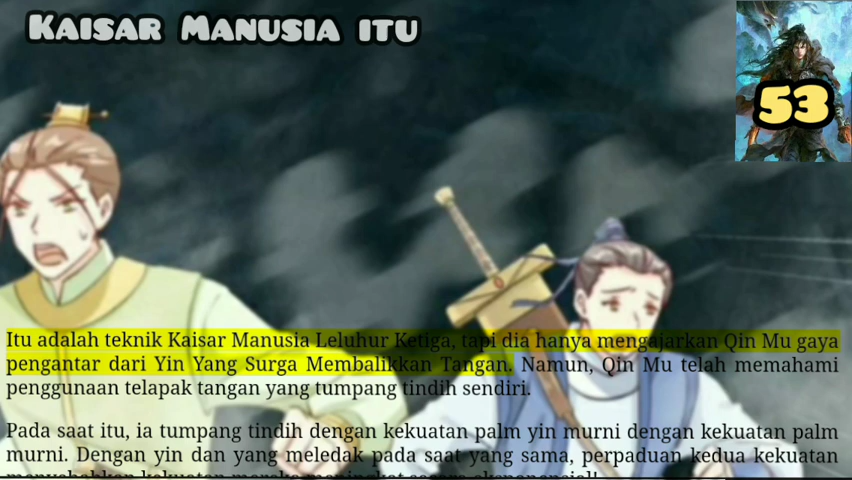 Kaisar Manusia itu
53
Itu adalah teknik Kaisar Manusia Leluhur Ketiga, tapi dia hanya mengajarkan Qin Mu gaya
pengantar dari Yin Yang Surga Membalikkan Tangan. Namun, Qin Mu telah memahami
penggunaan telapak tangan yang tumpang tindih sendiri.
Pada saat itu, ia tumpang tindih dengan kekuatan palm yin murni dengan kekuatan palm
murni. Dengan yin dan yang meledak pada saat yang sama, perpaduan kedua kekuatan